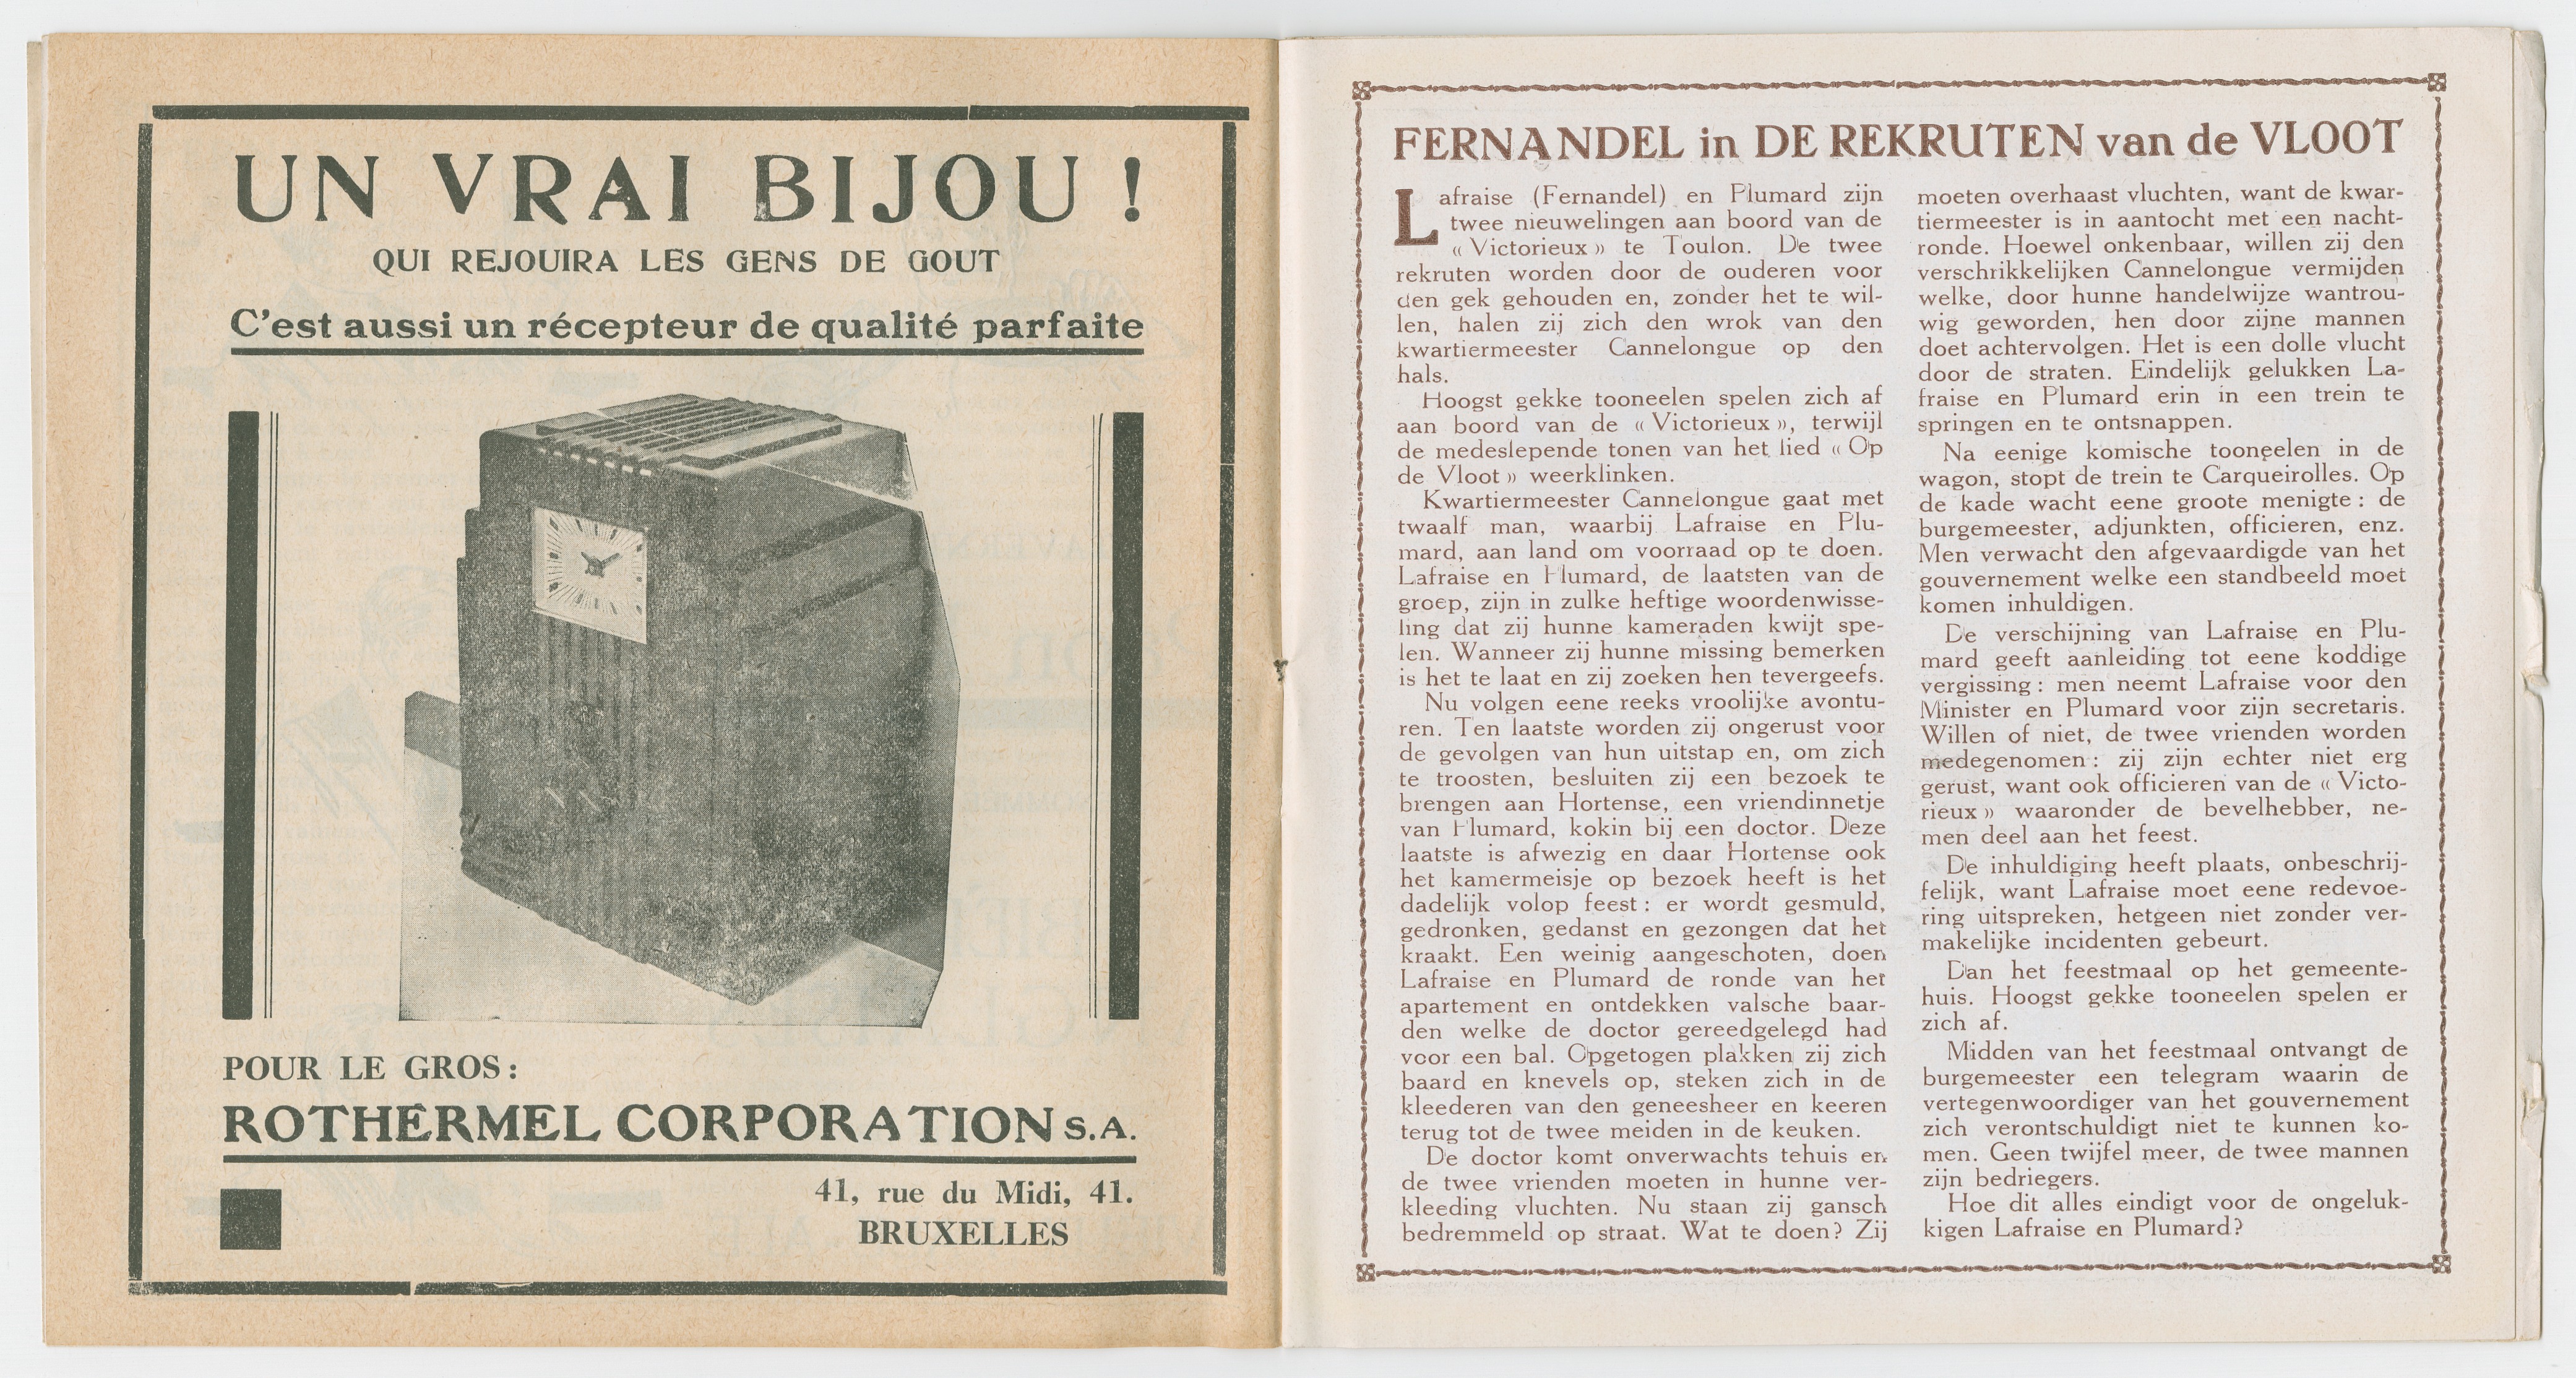 UN VRAI BIJOU !
QUI REJOUIRA LES GENS DE GOUT
C'est aussi un récepteur de qualité parfaite
POUR LE GROS :
ROTHERMEL CORPORATION S.A.
41, rue du Midi, 41.
BRUXELLES
FERNANDEL in DE REKRUTEN van de VLOOT
Lafraise (Fernandel) en Plumard zijn
twee nieuwelingen aan boord van de
« Victorieux » te Toulon. De twee
rekruten worden door de ouderen voor
den gek gehouden en, zonder het te wil-
len, halen zij zich den wrok van den
kwartiermeester Cannelongue op den
hals.
Hoogst gekke tooneelen spelen zich af
aan boord van de « Victorieux », terwijl
de medeslepende tonen van het lied « Op
de Vloot » weerklinken.
Kwartiermeester Cannelongue gaat met
twaalf man, waarbij Lafraise en Plu-
mard, aan land om voorraad op te doen.
Lafraise en Plumard, de laatsten van de
groep, zijn in zulke heftige woordenwisse-
ling dat zij hunne kameraden kwijt spe-
len. Wanneer zij hunne missing bemerken
is het te laat en zij zoeken hen tevergeefs.
Nu volgen eene reeks vroolijke avontu-
ren. Ten laatste worden zij ongerust voor
de gevolgen van hun uitstap en, om zich
te troosten, besluiten zij een bezoek te
brengen aan Hortense, een vriendinnetje
van Plumard, kokin bij een doctor. Deze
laatste is afwezig en daar Hortense ook
het kamermeisje op bezoek heeft is het
dadelijk volop feest : er wordt gesmuld,
gedronken, gedanst en gezongen dat het
kraakt. Een weinig aangeschoten, doen
Lafraise en Plumard de ronde van het
apartement en ontdekken valsche baar-
den welke de doctor gereedgelegd had
voor een bal. Opgetogen plakken zij zich
baard en knevels op, steken zich in de
kleederen van den geneesheer en keeren
terug tot de twee meiden in de keuken.
De doctor komt onverwachts tehuis en
de twee vrienden moeten in hunne ver-
kleeding vluchten. Nu staan zij gansch
bedremmeld op straat. Wat te doen? Zij
moeten overhaast vluchten, want de kwar-
tiermeester is in aantocht met een nacht-
ronde. Hoewel onkenbaar, willen zij den
verschrikkelijken Cannelongue vermijden
welke, door hunne handelwijze wantrou-
wig geworden, hen door zijne mannen
doet achtervolgen. Het is een dolle vlucht
door de straten. Eindelijk gelukken La-
fraise en Plumard erin in een trein te
springen en te ontsnappen.
Na eenige komische tooneelen in de
wagon, stopt de trein te Carqueirolles. Op
de kade wacht eene groote menigte : de
burgemeester, adjunkten, officieren, enz.
Men verwacht den afgevaardigde van het
gouvernement welke een standbeeld moet
komen inhuldigen.
De verschijning van Lafraise en Plu-
mard geeft aanleiding tot eene koddige
vergissing : men neemt Lafraise voor den
Minister en Plumard voor zijn secretaris.
Willen of niet, de twee vrienden worden
medegenomen : zij zijn echter niet erg
gerust, want ook officieren van de « Victo-
rieux » waaronder de bevelhebber, ne-
men deel aan het feest.
De inhuldiging heeft plaats, onbeschrij-
felijk, want Lafraise moet eene redevoe-
ring uitspreken, hetgeen niet zonder ver-
makelijke incidenten gebeurt.
Dan het feestmaal op het gemeente-
huis. Hoogst gekke tooneelen spelen er
zich af.
Midden van het feestmaal ontvangt de
burgemeester een telegram waarin de
vertegenwoordiger van het gouvernement
zich verontschuldigt niet te kunnen ko-
men. Geen twijfel meer, de twee mannen
zijn bedriegers.
Hoe dit alles eindigt voor de ongeluk-
kigen Lafraise en Plumard?